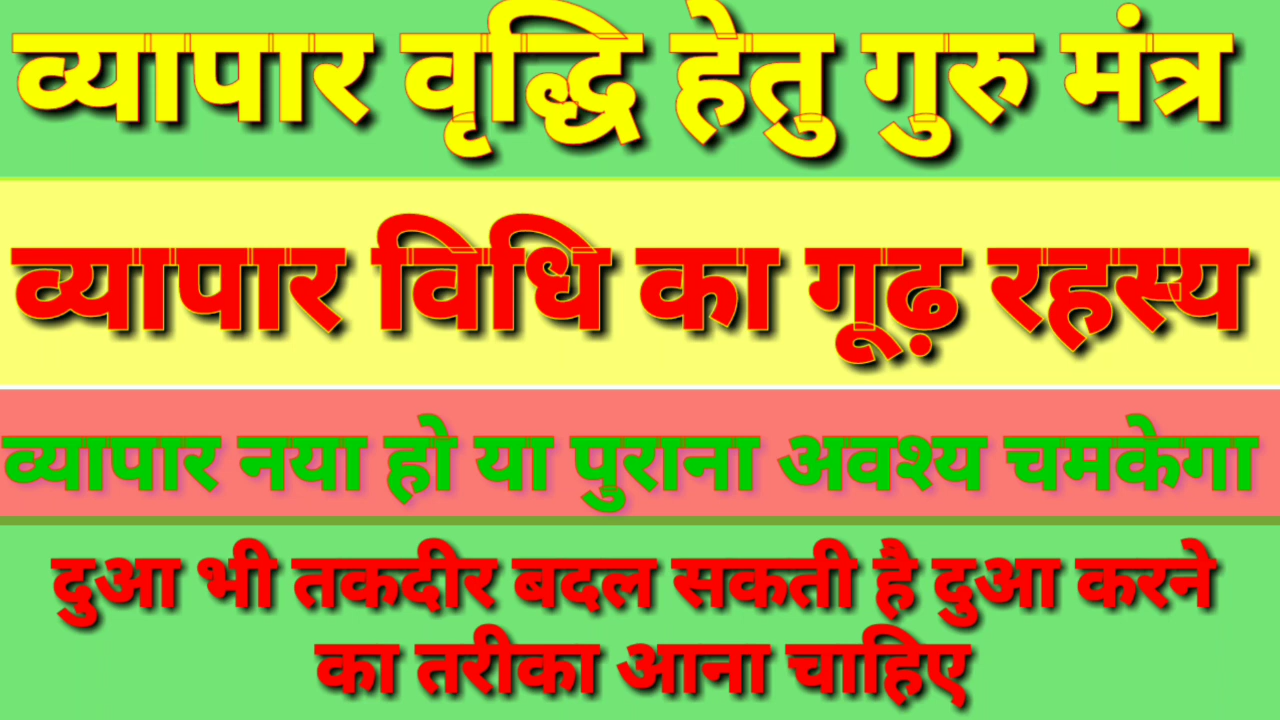 व्यापार वृद्धि हेतु गुरु मंत्र
व्यापार विधि का गूढ़ रहस्य
व्यापार नया हो या पुराना अवश्य चमकेगा
दुआ भी तकदीर बदल सकती है दुआ करने
का तरीका आना चाहिए